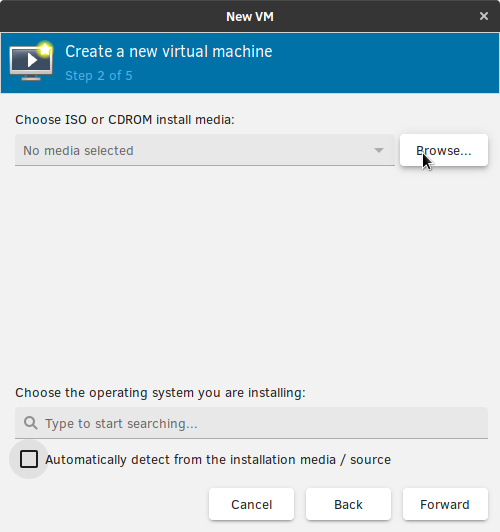 New VM
Create a new virtual machine
Step 2 of 5
Choose ISO or CDROM install media:
No media selected
Browse...
Choose the operating system you are installing:
Type to start searching...
Automatically detect from the installation media / source
Cancel Back Forward